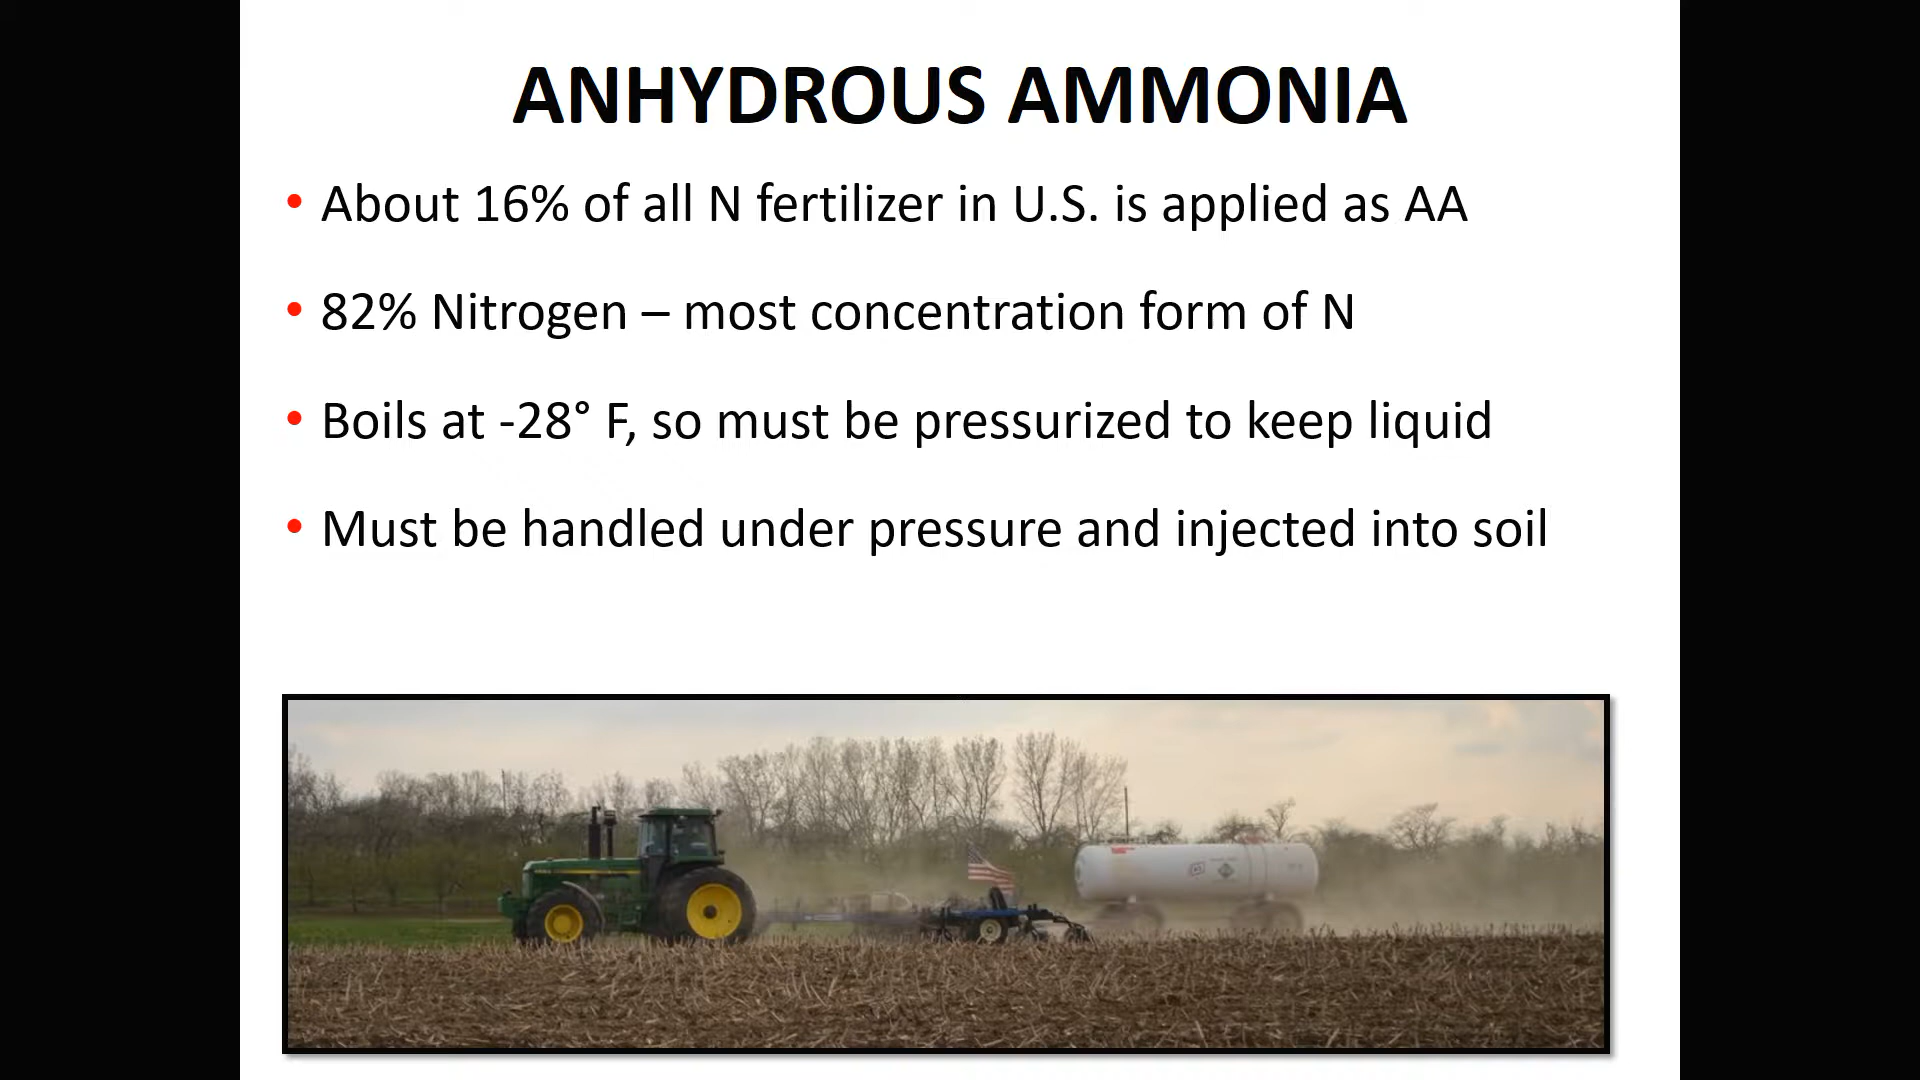 ANHYDROUS AMMONIA
• About 16% of all N fertilizer in U.S. is applied as AA
• 82% Nitrogen – most concentration form of N
• Boils at -28° F, so must be pressurized to keep liquid
• Must be handled under pressure and injected into soil